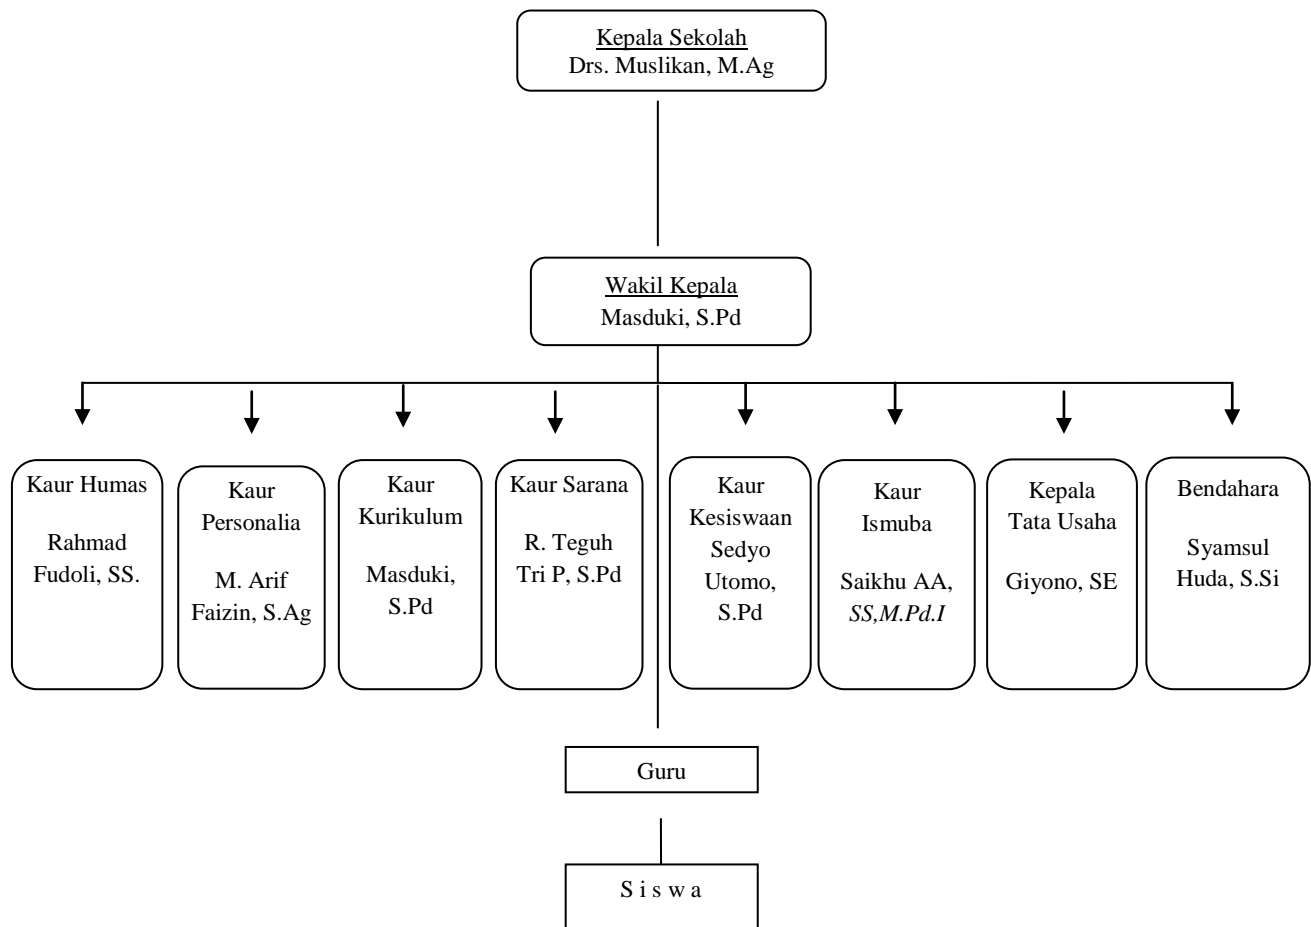 Kepala Sekolah
Drs. Muslikan, M.Ag
Wakil Kepala
Masduki, S.Pd
Kaur Humas
Rahmad
Fudoli, SS.
Kaur
Personalia
M. Arif
Faizin, S.Ag
Kaur
Kurikulum
Masduki,
S.Pd
Kaur Sarana
R. Teguh
Tri P, S.Pd
Kaur
Kesiswaan
Sedyo
Utomo,
S.Pd
Kaur
Ismuba
Saikhu AA,
SS,M.Pd.I
Kepala
Tata Usaha
Giyono, SE
Bendahara
Syamsul
Huda, S.Si
Guru
S i s w a